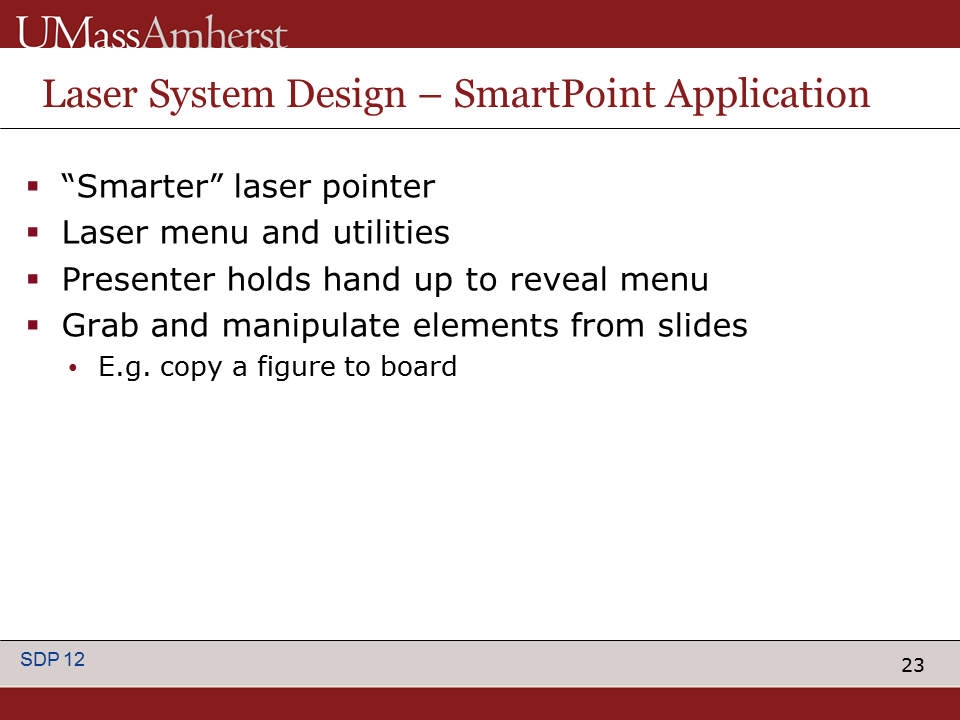 UMassAmherst
Laser System Design – SmartPoint Application
“Smarter” laser pointer
Laser menu and utilities
Presenter holds hand up to reveal menu
Grab and manipulate elements from slides
E.g. copy a figure to board
SDP 12
23